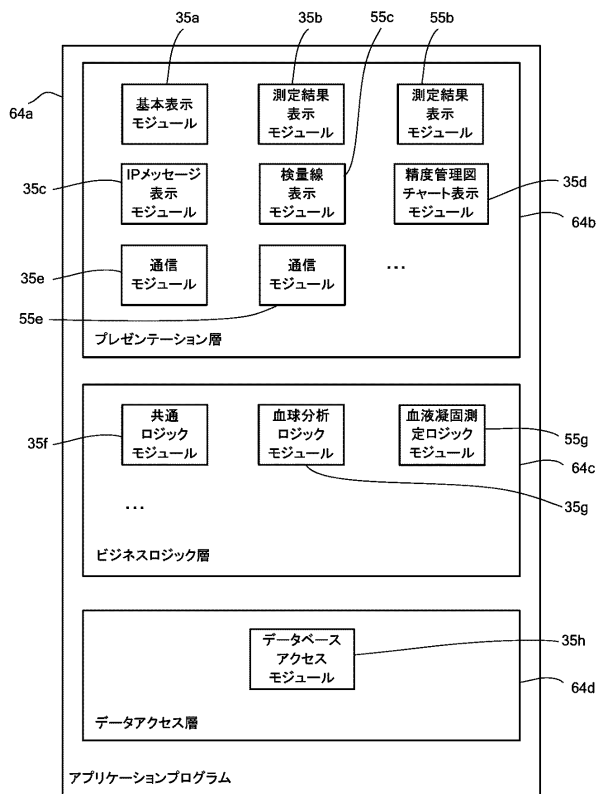 35a
35b
55c
55b
64a
基本表示
モジュール
測定結果
表示
モジュール
測定結果
表示
モジュール
35c
IPメッセージ
表示
モジュール
検量線
表示
モジュール
精度管理図
チャート表示
モジュール
35d
64b
35e
通信
モジュール
通信
モジュール
…
55e
プレゼンテーション層
35f
共通
ロジック
モジュール
血球分析
ロジック
モジュール
血液凝固測
定ロジック
モジュール
55g
64c
35g
…
ビジネスロジック層
データベース
アクセス
モジュール
35h
64d
データアクセス層
アプリケーションプログラム